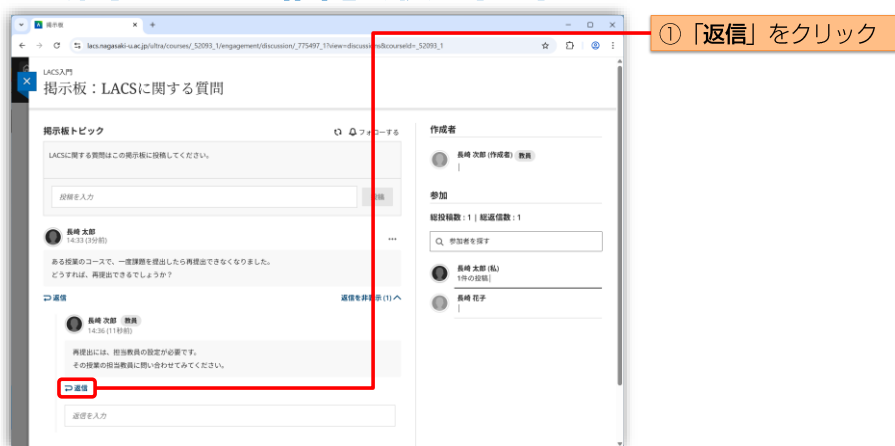 掲示板
lacs.nagasaki-u.ac.jp/ultra/courses/_52093_1/engagement/discussion/_775497_1?view=discussions&courseId=_52093_1
①「返信」をクリック
LACS入門
掲示板：LACSに関する質問
掲示板トピック
フォローする
LACSに関する質問はこの掲示板に投稿してください。
投稿を入力
投稿
長崎 太郎
14:33 (3分前)
ある授業のコースで、一度課題を提出したら再提出できなくなりました。
どうすれば、再提出できるでしょうか？
返信
返信を非表示 (1)
長崎 次郎 教員
14:36 (11秒前)
再提出には、担当教員の設定が必要です。
その授業の担当教員に問い合わせてみてください。
返信
返信を入力
作成者
長崎 次郎 (作成者) 教員
参加
総投稿数：1 | 総返信数：1
参加者を探す
長崎 太郎 (私)
1件の投稿
長崎 花子